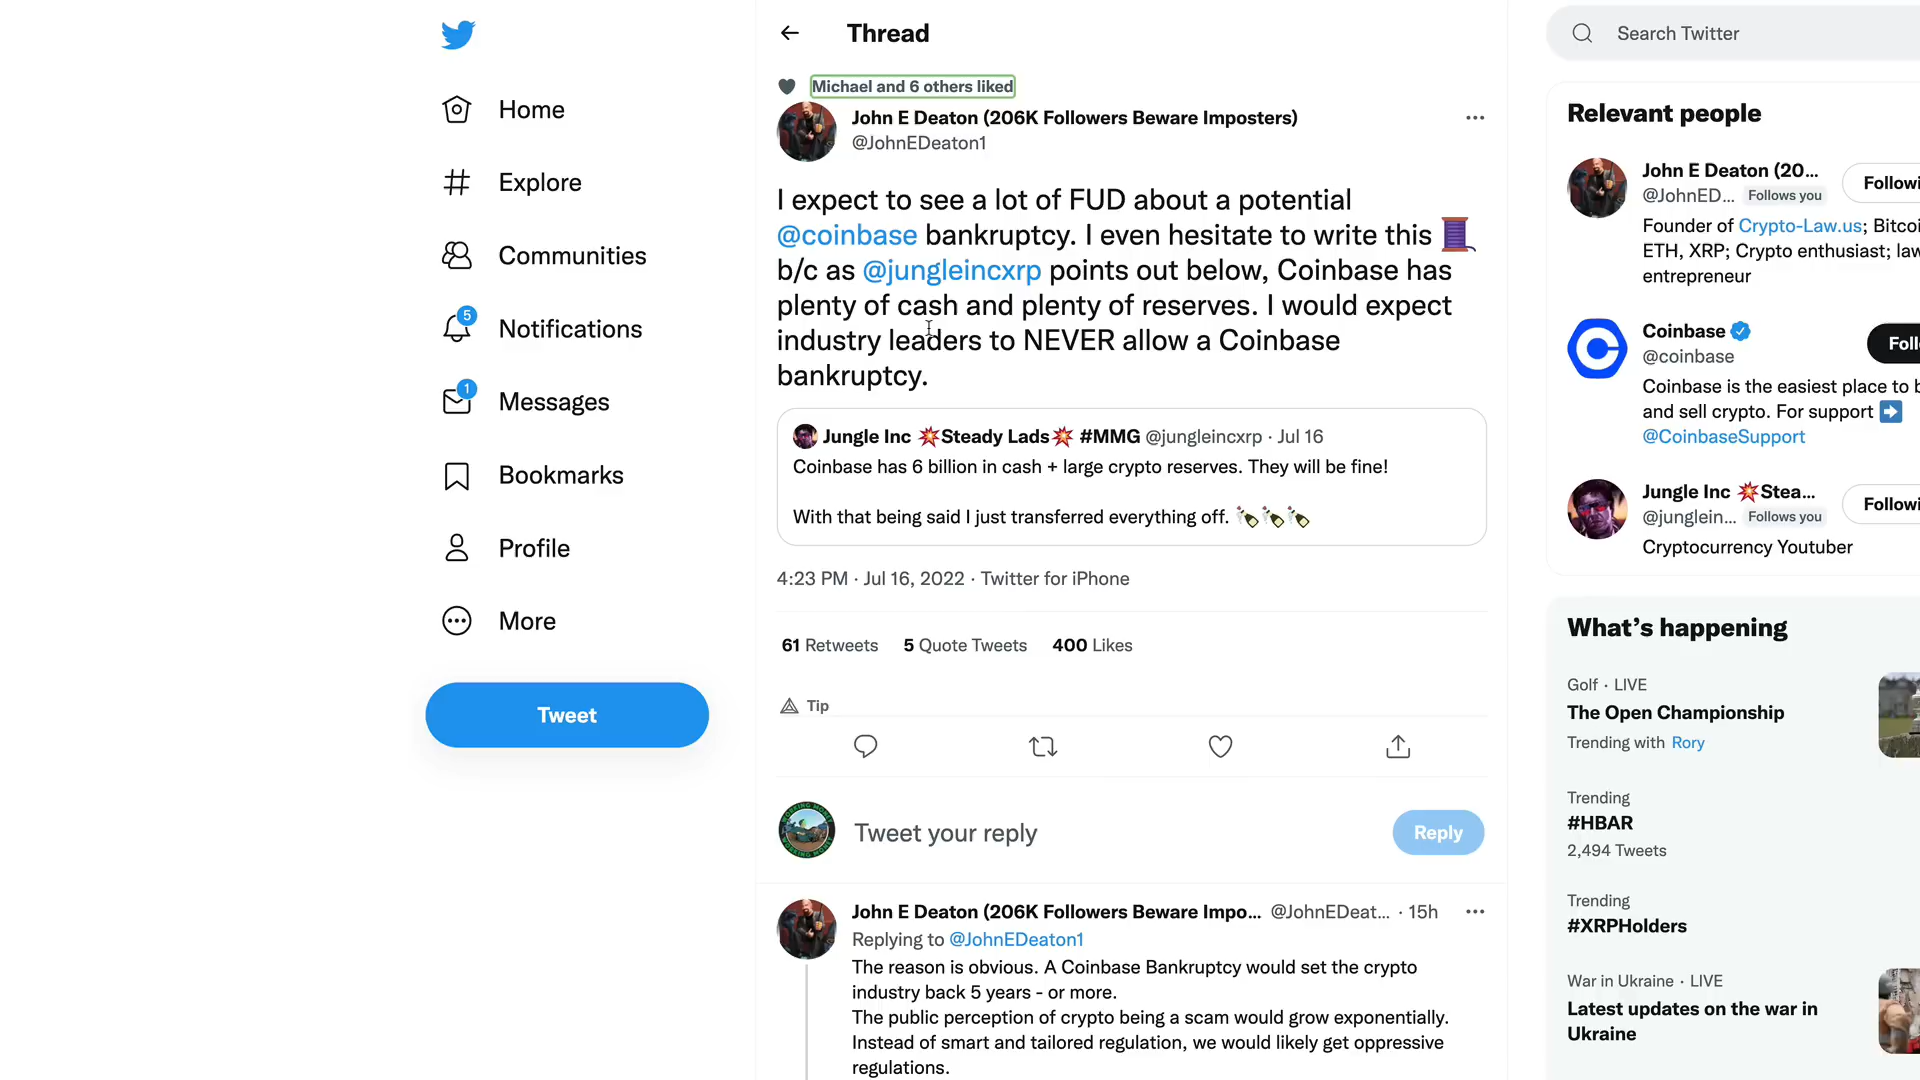 Home
Explore
Communities
5
Notifications
1
Messages
Bookmarks
Profile
More
Tweet
Thread
Michael and 6 others liked
John E Deaton (206K Followers Beware Imposters)
@JohnEDeaton1
I expect to see a lot of FUD about a potential
@coinbase bankruptcy. I even hesitate to write this 🧵
b/c as @jungleincxrp points out below, Coinbase has
plenty of cash and plenty of reserves. I would expect
industry leaders to NEVER allow a Coinbase
bankruptcy.
Jungle Inc 💥Steady Lads💥 #MMG @jungleincxrp · Jul 16
Coinbase has 6 billion in cash + large crypto reserves. They will be fine!
With that being said I just transferred everything off. 🍾🍾🍾
4:23 PM · Jul 16, 2022 · Twitter for iPhone
61 Retweets 5 Quote Tweets 400 Likes
Tip
Tweet your reply
Reply
John E Deaton (206K Followers Beware Impo... @JohnEDeat... · 15h
Replying to @JohnEDeaton1
The reason is obvious. A Coinbase Bankruptcy would set the crypto
industry back 5 years - or more.
The public perception of crypto being a scam would grow exponentially.
Instead of smart and tailored regulation, we would likely get oppressive
regulations.
Search Twitter
Relevant people
John E Deaton (20...
@JohnED... Follows you
Followi
Founder of Crypto-Law.us; Bitcoi
ETH, XRP; Crypto enthusiast; law
entrepreneur
Coinbase
@coinbase
Foll
Coinbase is the easiest place to b
and sell crypto. For support ➡️
@CoinbaseSupport
Jungle Inc 💥Stea...
@junglein... Follows you
Followi
Cryptocurrency Youtuber
What's happening
Golf · LIVE
The Open Championship
Trending with Rory
Trending
#HBAR
2,494 Tweets
Trending
#XRPHolders
War in Ukraine · LIVE
Latest updates on the war in
Ukraine